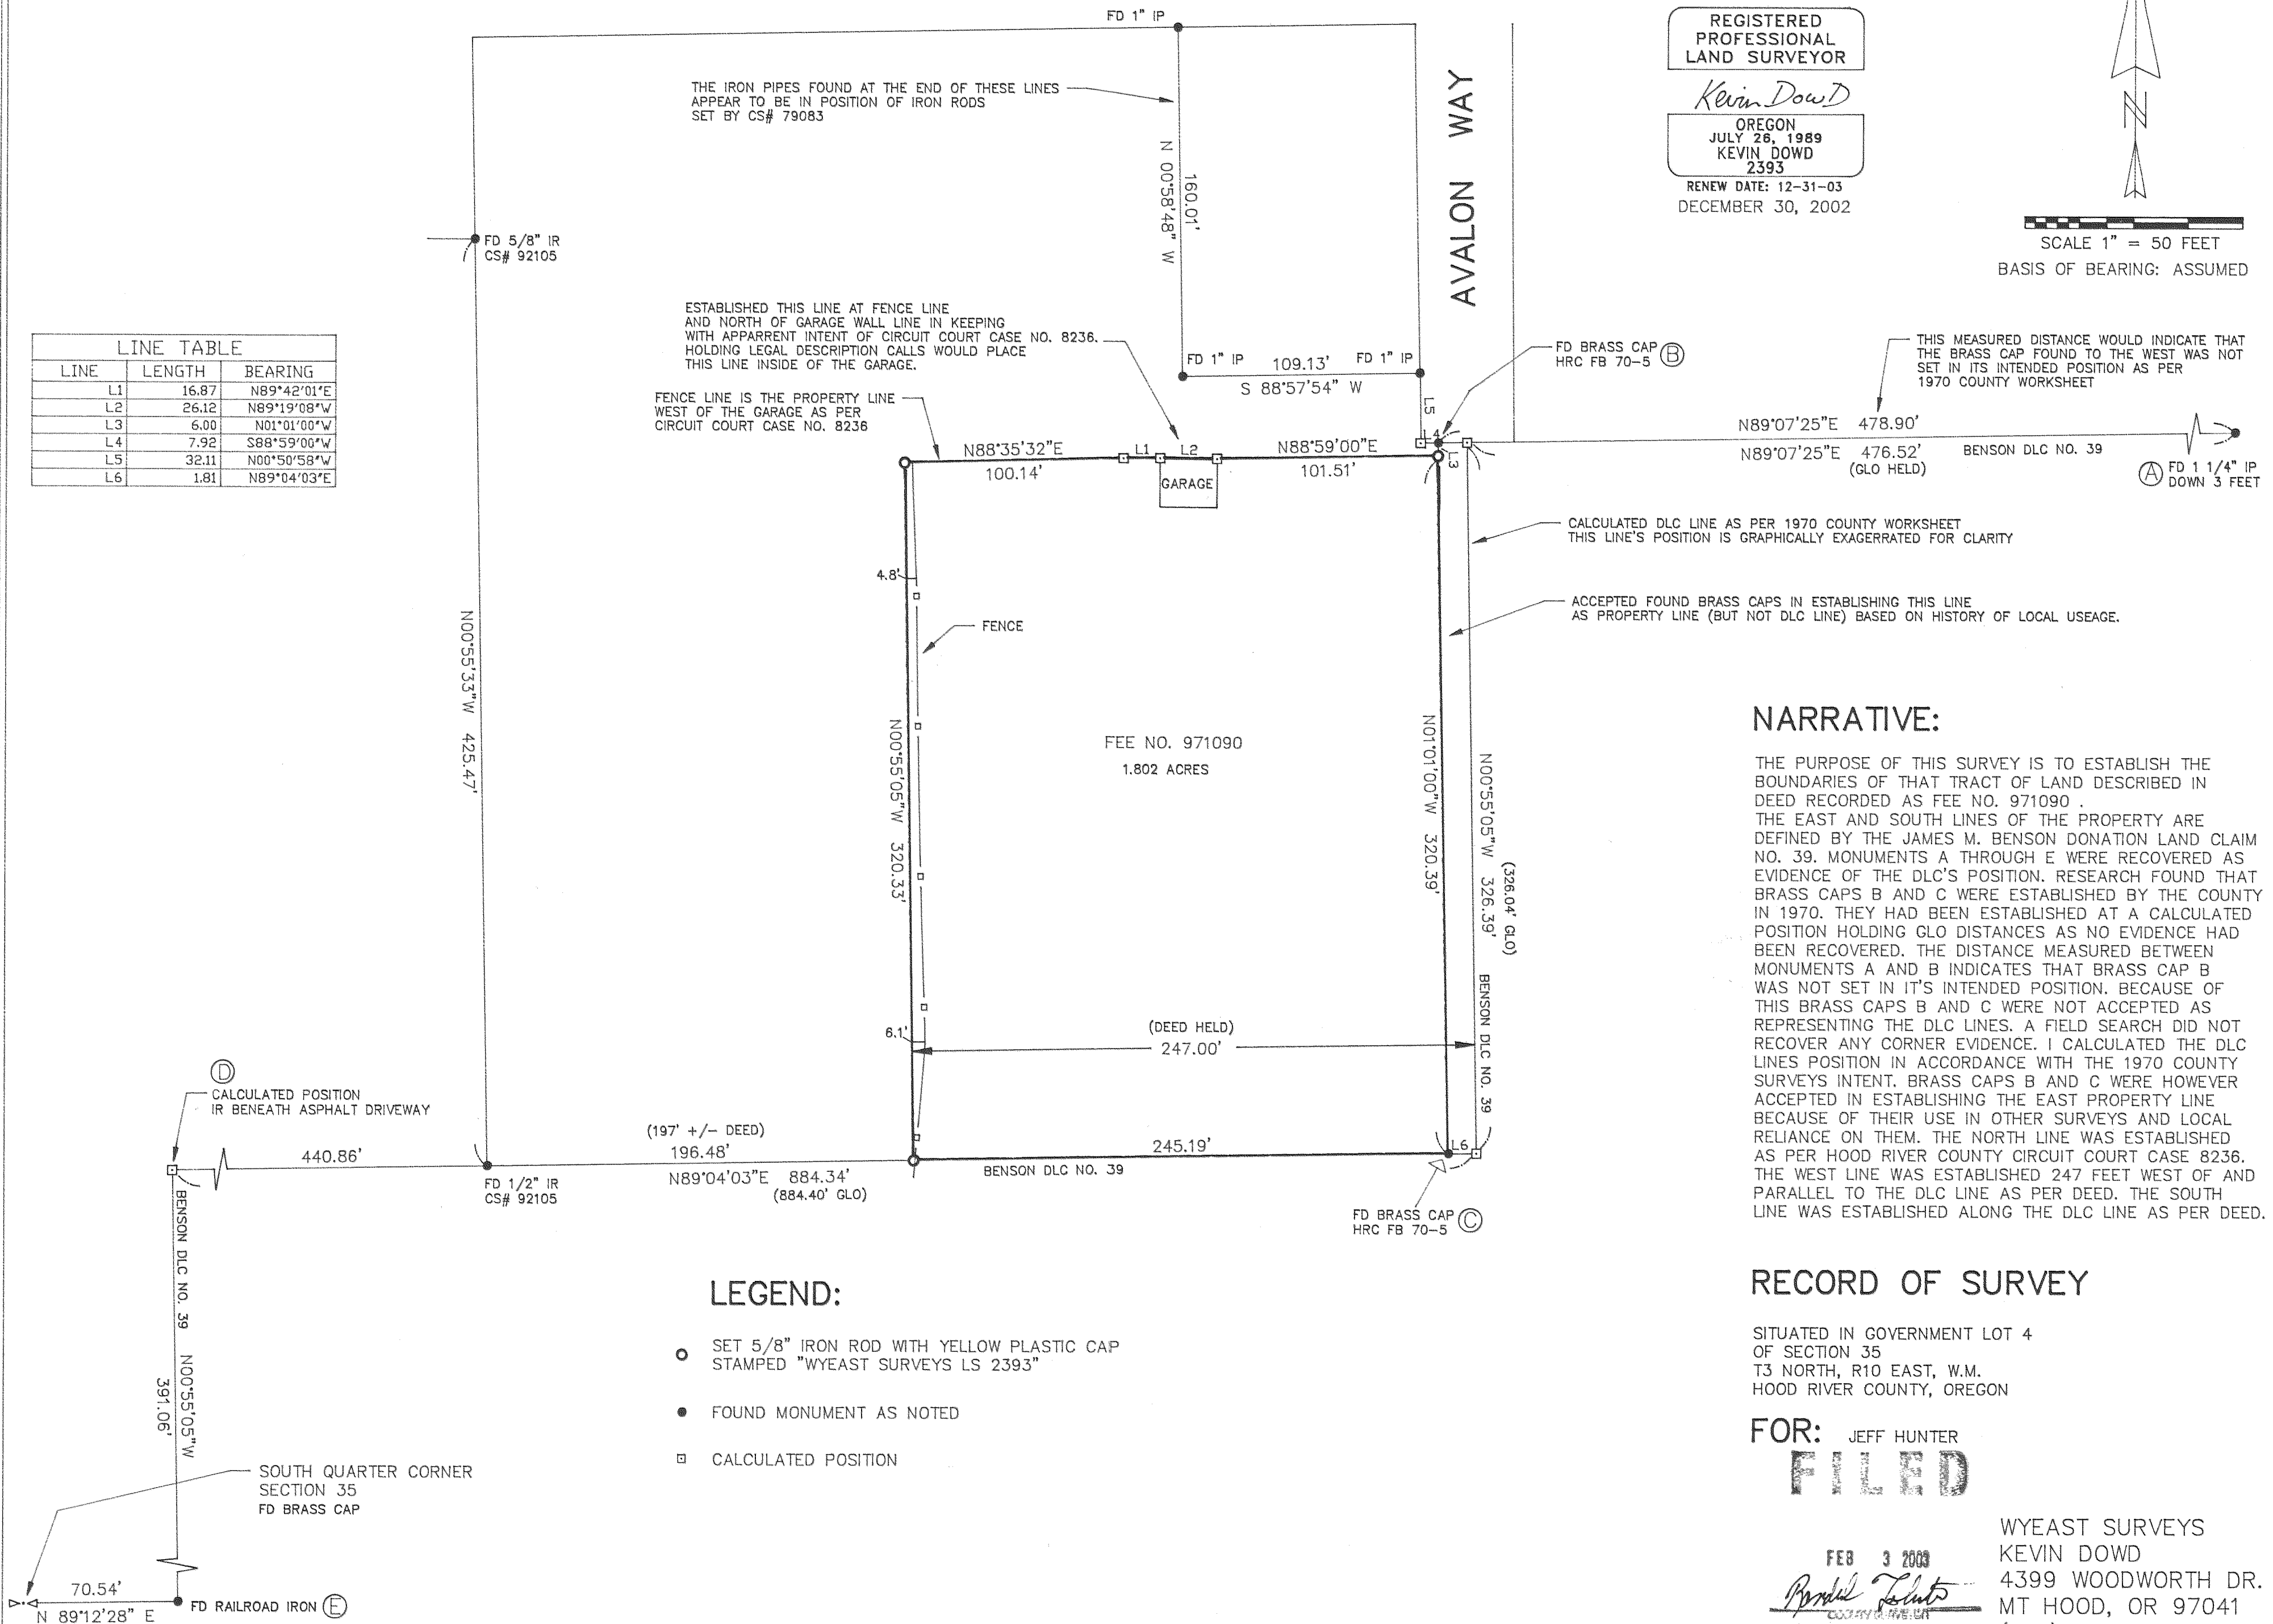 FD 1" IP
THE IRON PIPES FOUND AT THE END OF THESE LINES
APPEAR TO BE IN POSITION OF IRON RODS
SET BY CS# 79083
160.01'
N 00°58'48" W
AVALON WAY
REGISTERED
PROFESSIONAL
LAND SURVEYOR
Kevin Dowd
OREGON
JULY 26, 1989
KEVIN DOWD
2393
RENEW DATE: 12-31-03
DECEMBER 30, 2002
N
SCALE 1" = 50 FEET
BASIS OF BEARING: ASSUMED
FD 5/8" IR
CS# 92105
LINE TABLE
LINE LENGTH BEARING
L1 16.87 N89°42'01"E
L2 26.12 N89°19'08"W
L3 6.00 N01°01'00"W
L4 7.92 S88°59'00"W
L5 32.11 N00°50'58"W
L6 1.81 N89°04'03"E
ESTABLISHED THIS LINE AT FENCE LINE
AND NORTH OF GARAGE WALL LINE IN KEEPING
WITH APPARRENT INTENT OF CIRCUIT COURT CASE NO. 8236.
HOLDING LEGAL DESCRIPTION CALLS WOULD PLACE
THIS LINE INSIDE OF THE GARAGE.
FENCE LINE IS THE PROPERTY LINE
WEST OF THE GARAGE AS PER
CIRCUIT COURT CASE NO. 8236
FD 1" IP
109.13'
FD 1" IP
S 88°57'54" W
FD BRASS CAP
HRC FB 70-5
B
THIS MEASURED DISTANCE WOULD INDICATE THAT
THE BRASS CAP FOUND TO THE WEST WAS NOT
SET IN ITS INTENDED POSITION AS PER
1970 COUNTY WORKSHEET
L5
L4
L3
N89°07'25"E 478.90'
N89°07'25"E 476.52'
(GLO HELD)
BENSON DLC NO. 39
A
FD 1 1/4" IP
DOWN 3 FEET
N88°35'32"E
100.14'
L1
L2
N88°59'00"E
101.51'
GARAGE
CALCULATED DLC LINE AS PER 1970 COUNTY WORKSHEET
THIS LINE'S POSITION IS GRAPHICALLY EXAGERRATED FOR CLARITY
4.8'
FENCE
ACCEPTED FOUND BRASS CAPS IN ESTABLISHING THIS LINE
AS PROPERTY LINE (BUT NOT DLC LINE) BASED ON HISTORY OF LOCAL USEAGE.
N00°55'33"W 425.47'
N00°55'05"W 320.33'
FEE NO. 971090
1.802 ACRES
N01°01'00"W 320.39'
N00°55'05"W 326.39'
(326.04' GLO)
BENSON DLC NO. 39
NARRATIVE:
THE PURPOSE OF THIS SURVEY IS TO ESTABLISH THE
BOUNDARIES OF THAT TRACT OF LAND DESCRIBED IN
DEED RECORDED AS FEE NO. 971090 .
THE EAST AND SOUTH LINES OF THE PROPERTY ARE
DEFINED BY THE JAMES M. BENSON DONATION LAND CLAIM
NO. 39. MONUMENTS A THROUGH E WERE RECOVERED AS
EVIDENCE OF THE DLC'S POSITION. RESEARCH FOUND THAT
BRASS CAPS B AND C WERE ESTABLISHED BY THE COUNTY
IN 1970. THEY HAD BEEN ESTABLISHED AT A CALCULATED
POSITION HOLDING GLO DISTANCES AS NO EVIDENCE HAD
BEEN RECOVERED. THE DISTANCE MEASURED BETWEEN
MONUMENTS A AND B INDICATES THAT BRASS CAP B
WAS NOT SET IN IT'S INTENDED POSITION. BECAUSE OF
THIS BRASS CAPS B AND C WERE NOT ACCEPTED AS
REPRESENTING THE DLC LINES. A FIELD SEARCH DID NOT
RECOVER ANY CORNER EVIDENCE. I CALCULATED THE DLC
LINES POSITION IN ACCORDANCE WITH THE 1970 COUNTY
SURVEYS INTENT. BRASS CAPS B AND C WERE HOWEVER
ACCEPTED IN ESTABLISHING THE EAST PROPERTY LINE
BECAUSE OF THEIR USE IN OTHER SURVEYS AND LOCAL
RELIANCE ON THEM. THE NORTH LINE WAS ESTABLISHED
AS PER HOOD RIVER COUNTY CIRCUIT COURT CASE 8236.
THE WEST LINE WAS ESTABLISHED 247 FEET WEST OF AND
PARALLEL TO THE DLC LINE AS PER DEED. THE SOUTH
LINE WAS ESTABLISHED ALONG THE DLC LINE AS PER DEED.
6.1'
(DEED HELD)
247.00'
D
CALCULATED POSITION
IR BENEATH ASPHALT DRIVEWAY
440.86'
FD 1/2" IR
CS# 92105
(197' +/- DEED)
196.48'
N89°04'03"E 884.34'
(884.40' GLO)
245.19'
BENSON DLC NO. 39
L6
FD BRASS CAP
HRC FB 70-5
C
BENSON DLC NO. 39
N00°55'05"W
391.06'
LEGEND:
SET 5/8" IRON ROD WITH YELLOW PLASTIC CAP
STAMPED "WYEAST SURVEYS LS 2393"
FOUND MONUMENT AS NOTED
CALCULATED POSITION
SOUTH QUARTER CORNER
SECTION 35
FD BRASS CAP
70.54'
N 89°12'28" E
FD RAILROAD IRON
E
RECORD OF SURVEY
SITUATED IN GOVERNMENT LOT 4
OF SECTION 35
T3 NORTH, R10 EAST, W.M.
HOOD RIVER COUNTY, OREGON
FOR: JEFF HUNTER
FILED
FEB 3 2003
WYEAST SURVEYS
KEVIN DOWD
4399 WOODWORTH DR.
MT HOOD, OR 97041